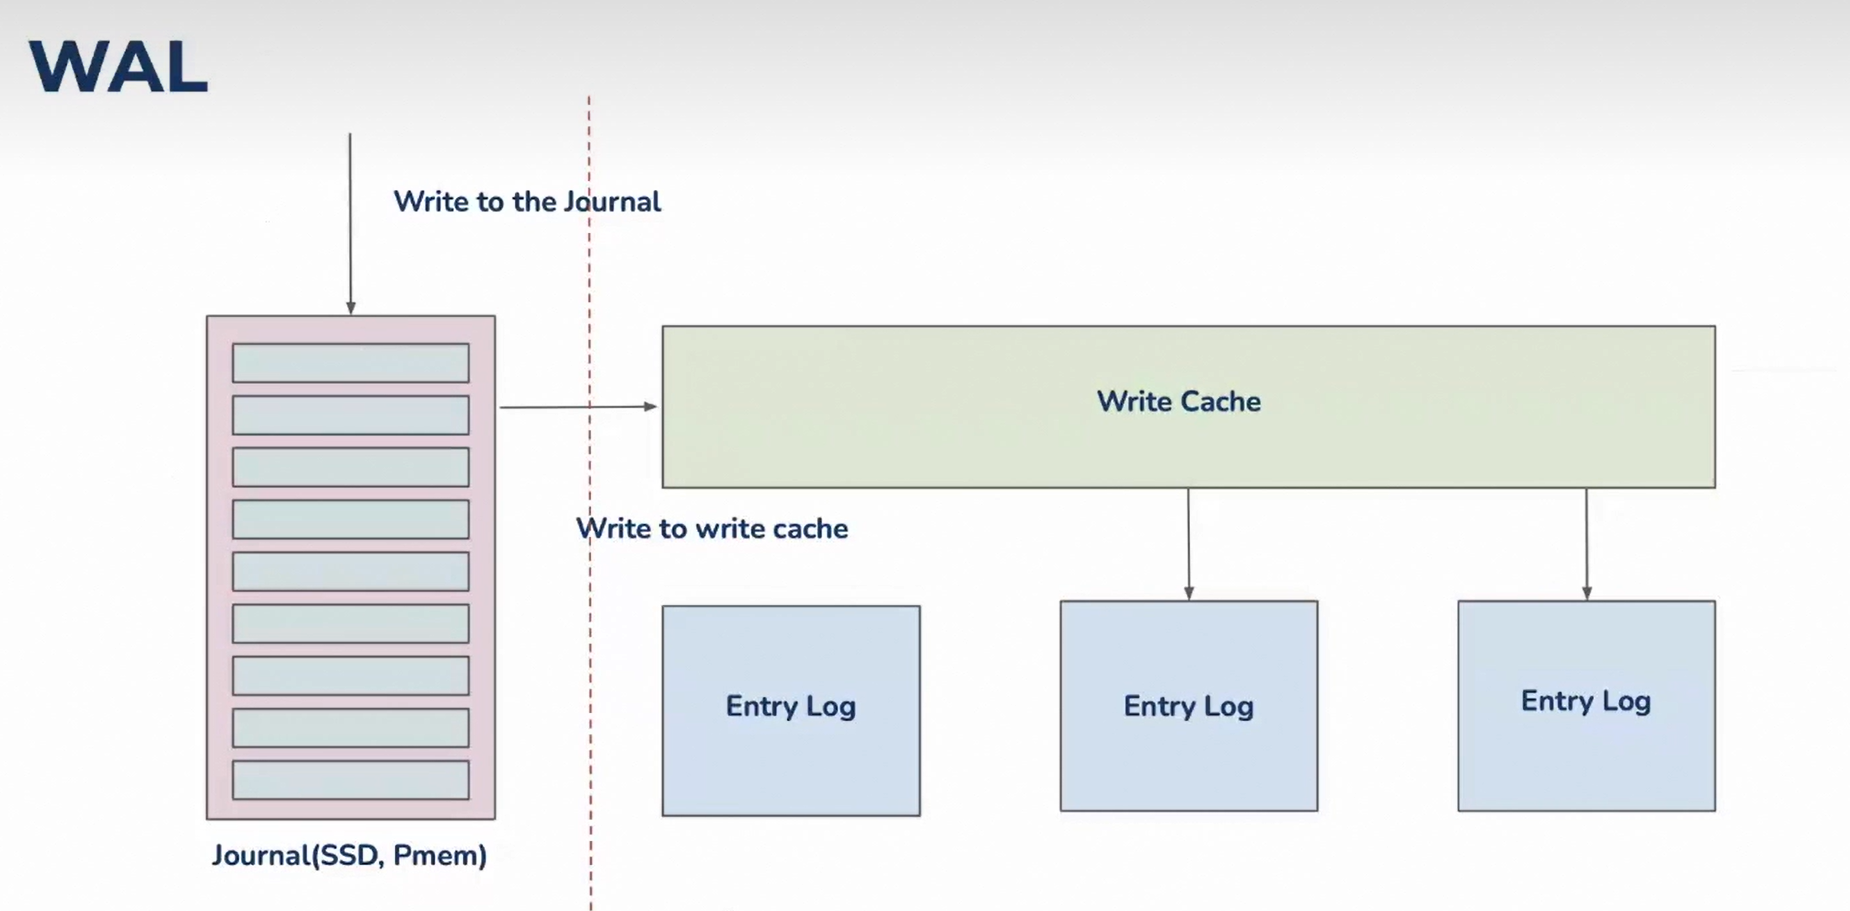 WAL
Write to the Journal
Write Cache
Write to write cache
Entry Log
Entry Log
Entry Log
Journal(SSD, Pmem)